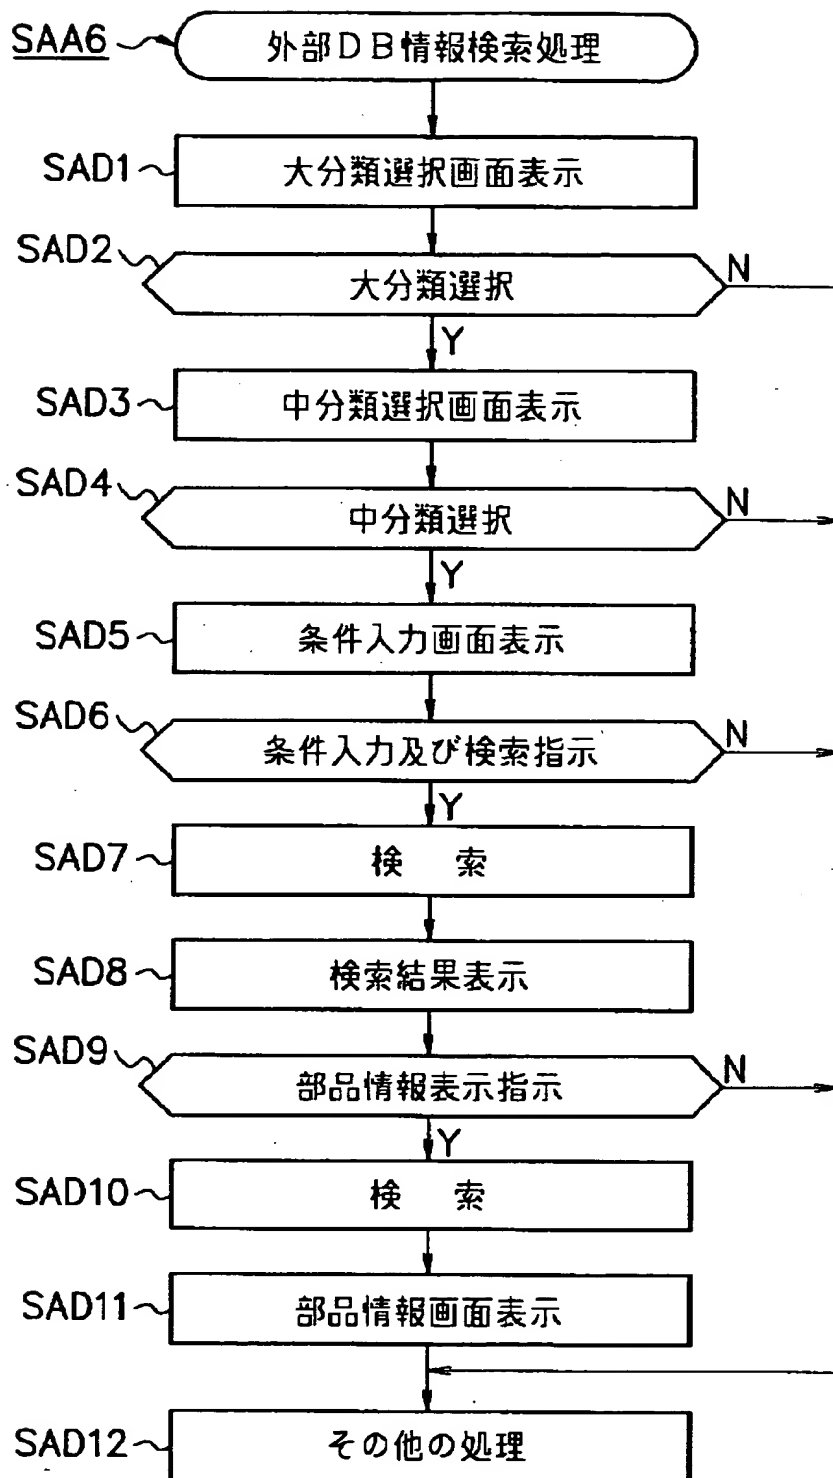 SAA6 外部DB情報検索処理
SAD1 大分類選択画面表示
SAD2 大分類選択 N
Y
SAD3 中分類選択画面表示
SAD4 中分類選択 N
Y
SAD5 条件入力画面表示
SAD6 条件入力及び検索指示 N
Y
SAD7 検 索
SAD8 検索結果表示
SAD9 部品情報表示指示 N
Y
SAD10 検 索
SAD11 部品情報画面表示
SAD12 その他の処理